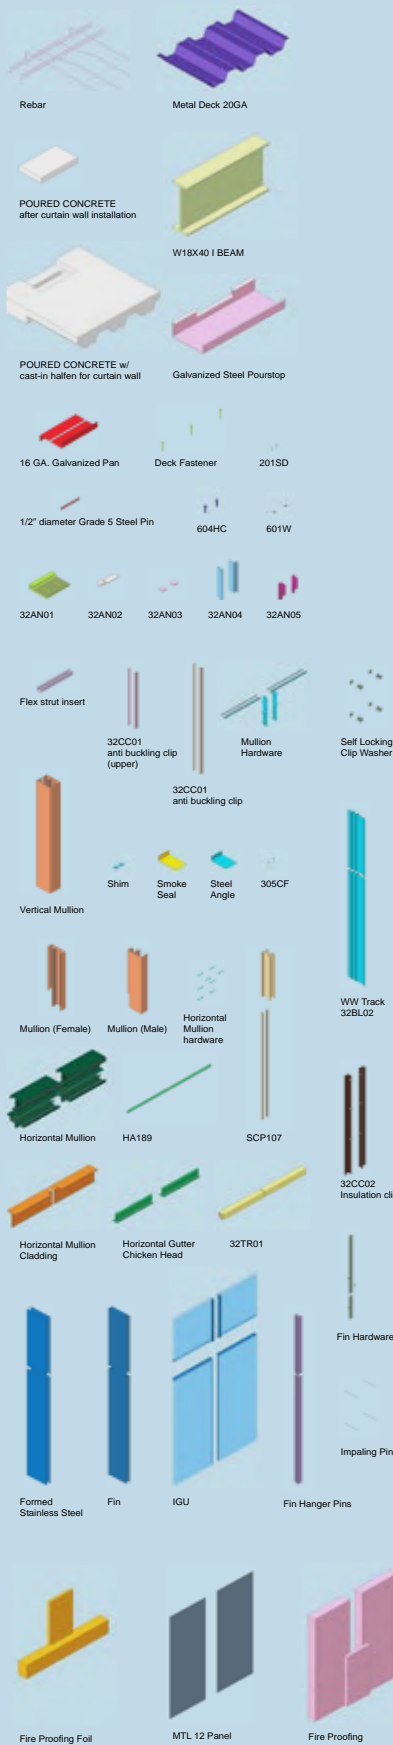 Rebar
Metal Deck 20GA
POURED CONCRETE
after curtain wall installation
W18X40 I BEAM
POURED CONCRETE w/
cast-in halfen for curtain wall
Galvanized Steel Pourstop
16 GA. Galvanized Pan
Deck Fastener
201SD
1/2" diameter Grade 5 Steel Pin
604HC
601W
32AN01
32AN02
32AN03
32AN04
32AN05
Flex strut insert
32CC01
anti buckling clip
(upper)
32CC01
anti buckling clip
Mullion
Hardware
Self Locking
Clip Washer
Vertical Mullion
Shim
Smoke
Seal
Steel
Angle
305CF
WW Track
32BL02
Mullion (Female)
Mullion (Male)
Horizontal
Mullion
hardware
SCP107
Horizontal Mullion
HA189
32CC02
Insulation cli
Horizontal Mullion
Cladding
Horizontal Gutter
Chicken Head
32TR01
Fin Hardware
Impaling Pin
Formed
Stainless Steel
Fin
IGU
Fin Hanger Pins
Fire Proofing Foil
MTL 12 Panel
Fire Proofing